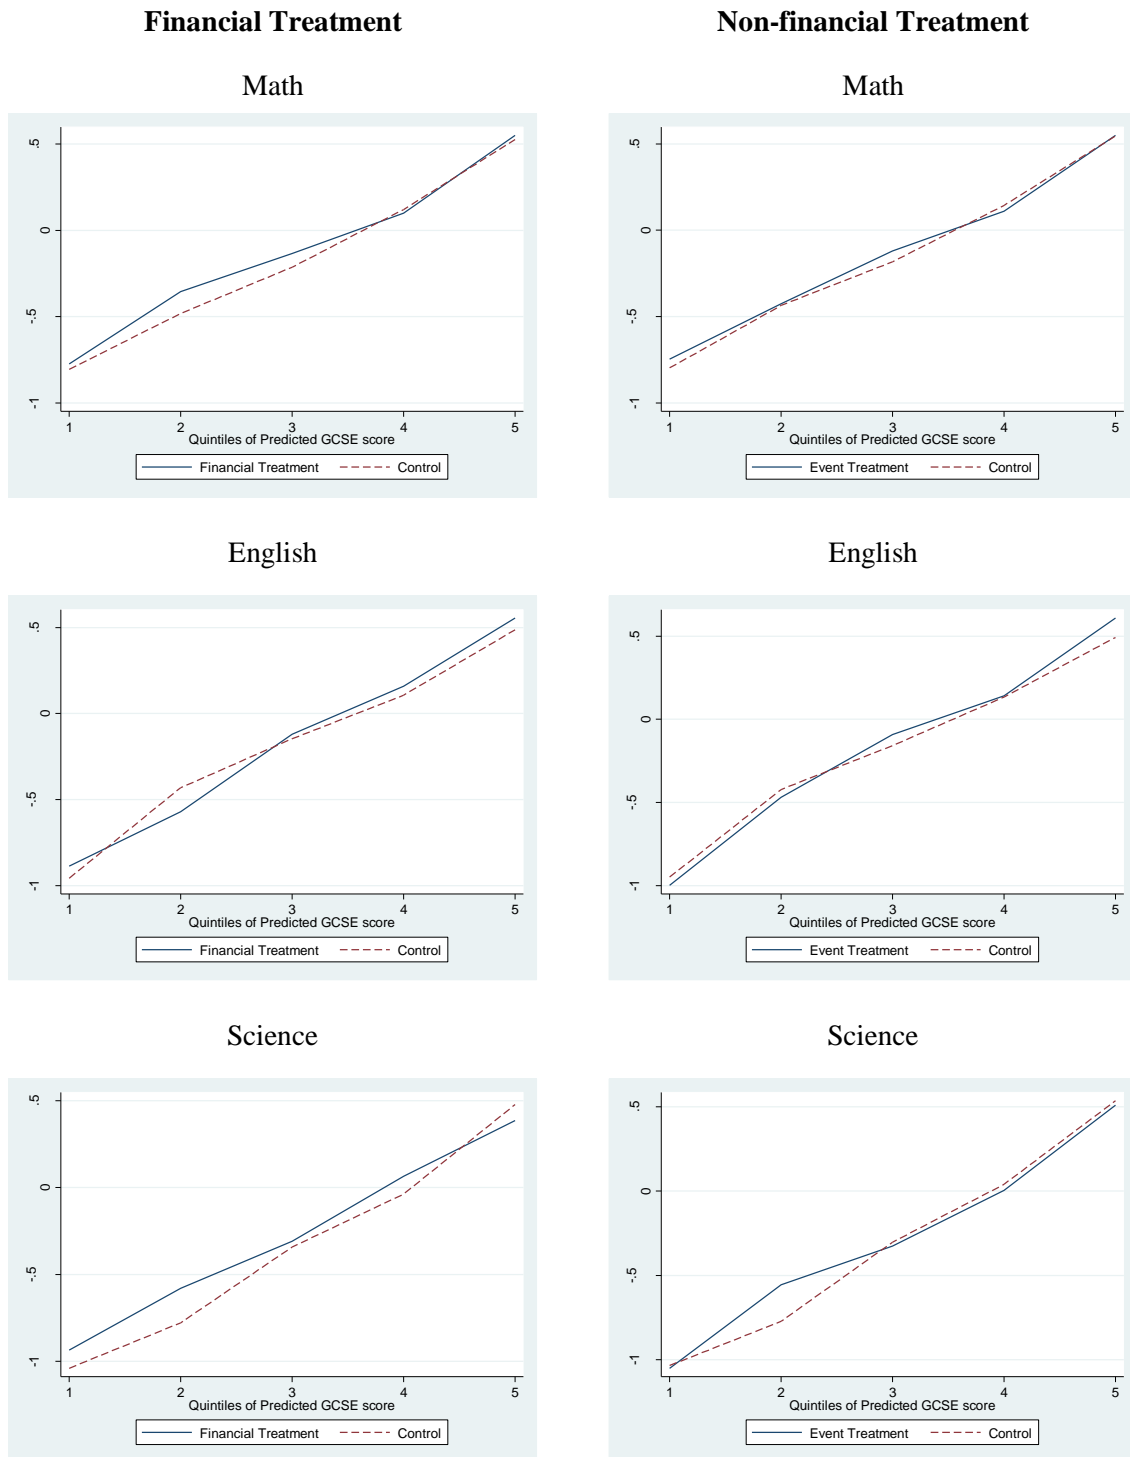 Financial Treatment
Non-financial Treatment
Math
.5
0
-.5
-1
1 2 3 4 5
Quintiles of Predicted GCSE score
Financial Treatment Control
Math
.5
0
-.5
-1
1 2 3 4 5
Quintiles of Predicted GCSE score
Event Treatment Control
English
.5
0
-.5
-1
1 2 3 4 5
Quintiles of Predicted GCSE score
Financial Treatment Control
English
.5
0
-.5
-1
1 2 3 4 5
Quintiles of Predicted GCSE score
Event Treatment Control
Science
.5
0
-.5
-1
1 2 3 4 5
Quintiles of Predicted GCSE score
Financial Treatment Control
Science
.5
0
-.5
-1
1 2 3 4 5
Quintiles of Predicted GCSE score
Event Treatment Control